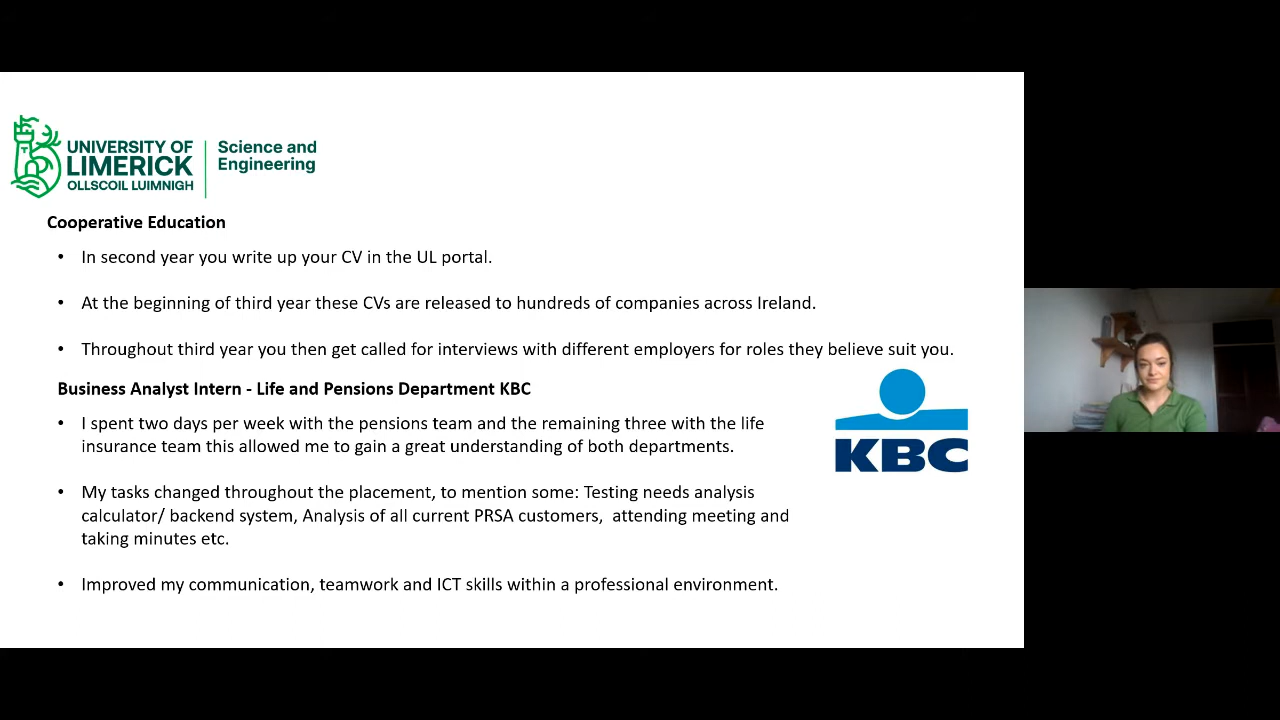 UNIVERSITY OF
LIMERICK
OLLSCOIL LUIMNIGH
Science and
Engineering
Cooperative Education
• In second year you write up your CV in the UL portal.
• At the beginning of third year these CVs are released to hundreds of companies across Ireland.
• Throughout third year you then get called for interviews with different employers for roles they believe suit you.
Business Analyst Intern - Life and Pensions Department KBC
• I spent two days per week with the pensions team and the remaining three with the life
insurance team this allowed me to gain a great understanding of both departments.
• My tasks changed throughout the placement, to mention some: Testing needs analysis
calculator/ backend system, Analysis of all current PRSA customers,  attending meeting and
taking minutes etc.
• Improved my communication, teamwork and ICT skills within a professional environment.
KBC